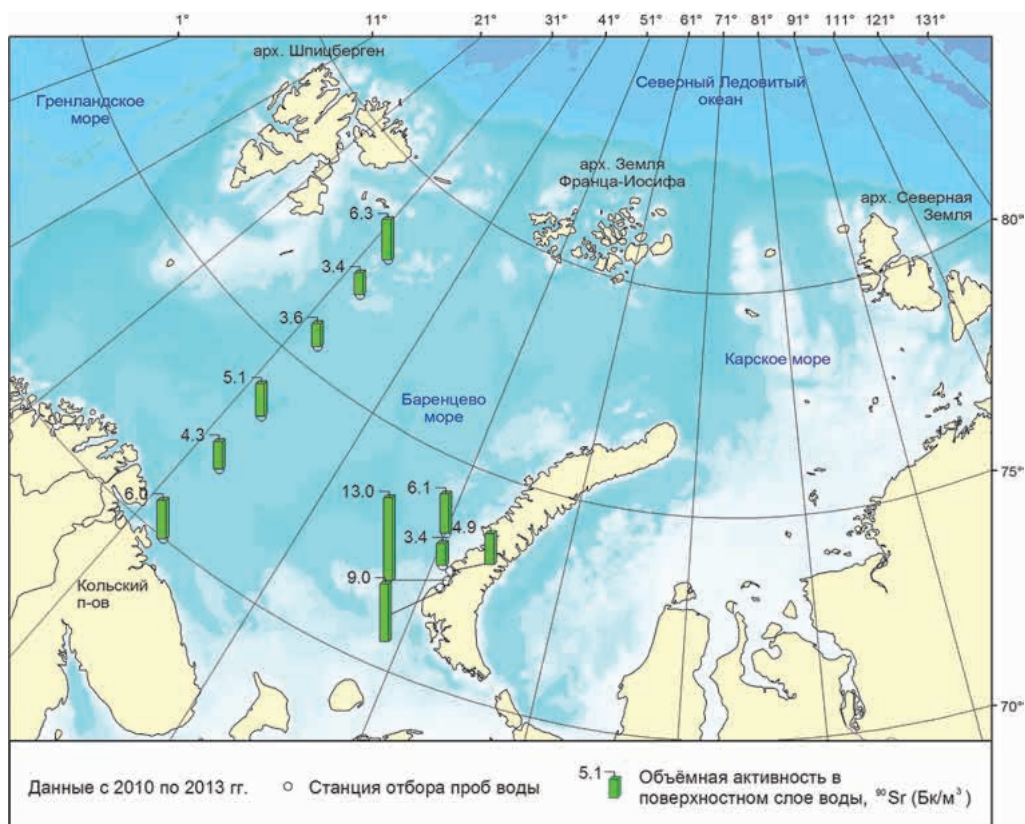 1° 11° 21° 31° 41° 51° 61° 71° 81° 91° 101° 111° 121° 131°
арх. Шпицберген
Гренландское
море
Северный Ледовитый
океан
арх. Земля
Франца-Иосифа
арх. Северная
Земля
80°
6.3
3.4
3.6
Карское море
5.1
Баренцево
море
4.3
75°
6.0
13.0
6.1
4.9
3.4
9.0
Кольский
п-ов
70°
Данные с 2010 по 2013 гг.
Станция отбора проб воды
5.1
Объёмная активность в
поверхностном слое воды, ⁹⁰Sr (Бк/м³)